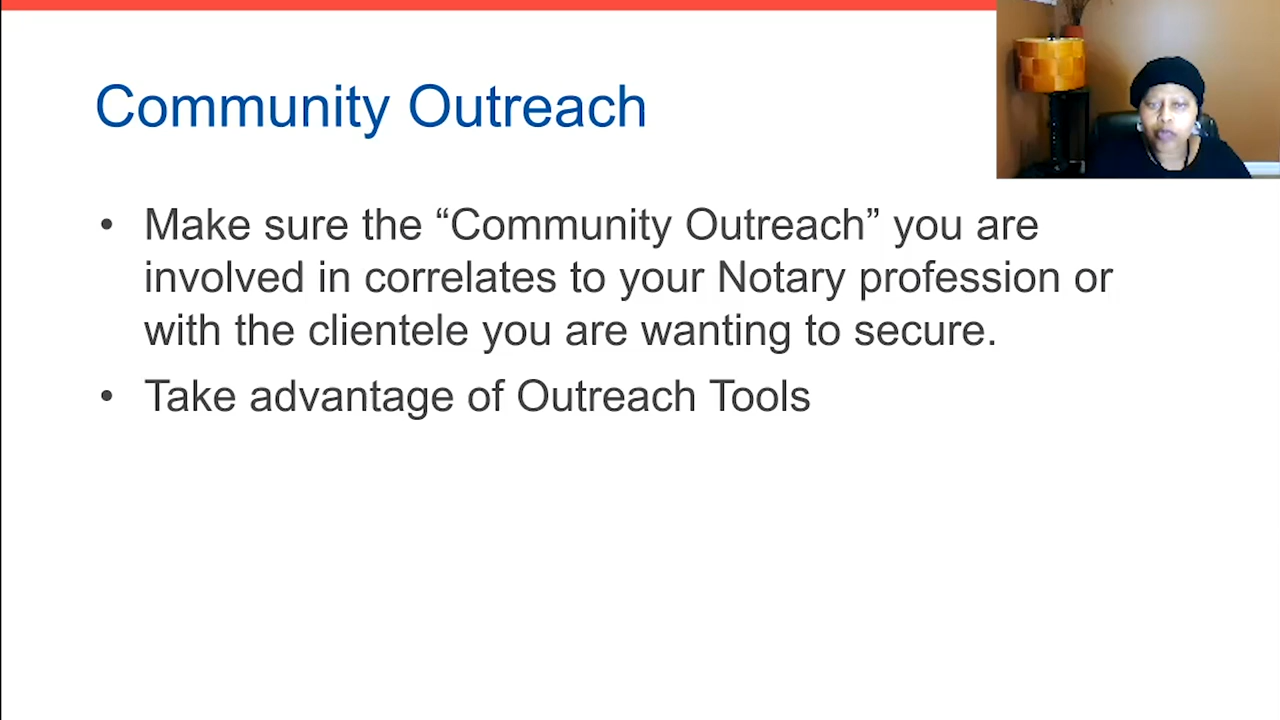 Community Outreach
• Make sure the “Community Outreach” you are
involved in correlates to your Notary profession or
with the clientele you are wanting to secure.
• Take advantage of Outreach Tools